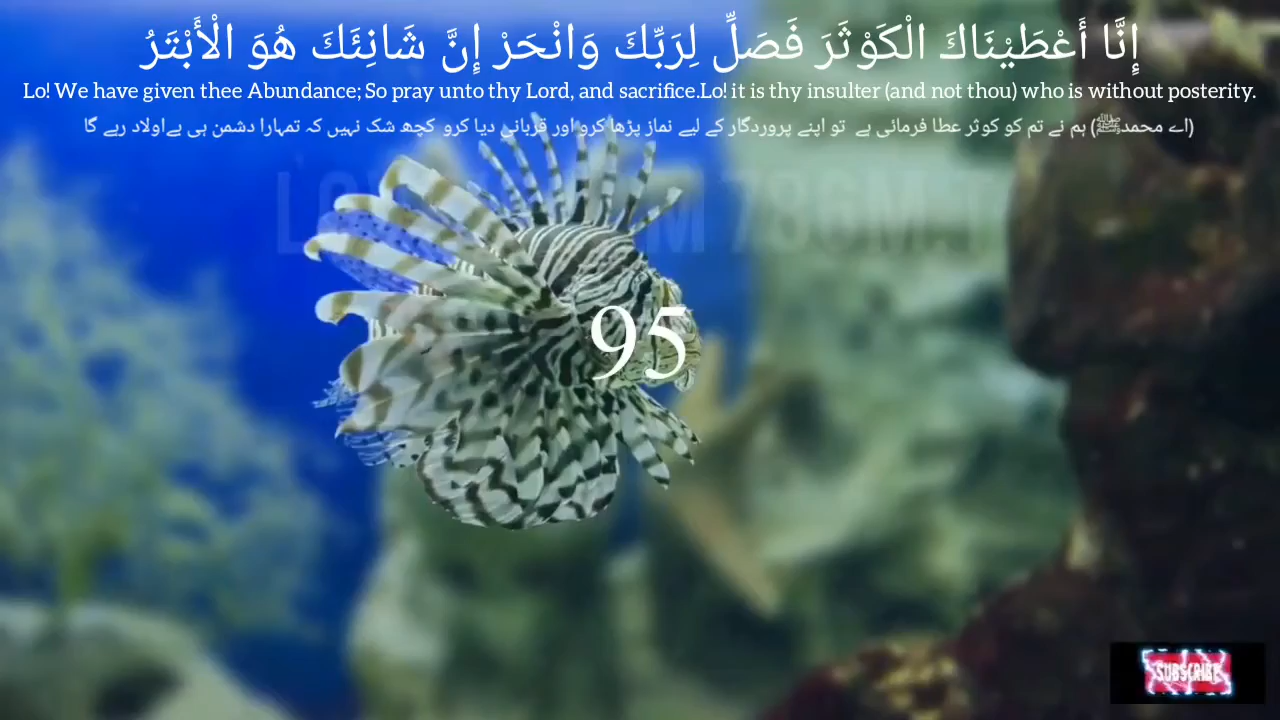 إِنَّا أَعْطَيْنَاكَ الْكَوْثَرَ فَصَلِّ لِرَبِّكَ وَانْحَرْ إِنَّ شَانِئَكَ هُوَ الْأَبْتَرُ
Lo! We have given thee Abundance; So pray unto thy Lord, and sacrifice.Lo! it is thy insulter (and not thou) who is without posterity.
(اے محمدﷺ) ہم نے تم کو کوثر عطا فرمائی ہے تو اپنے پروردگار کے لیے نماز پڑھا کرو اور قربانی دیا کرو کچھ شک نہیں کہ تمہارا دشمن ہی بےاولاد رہے گا
786M
95
SUBSCRIBE